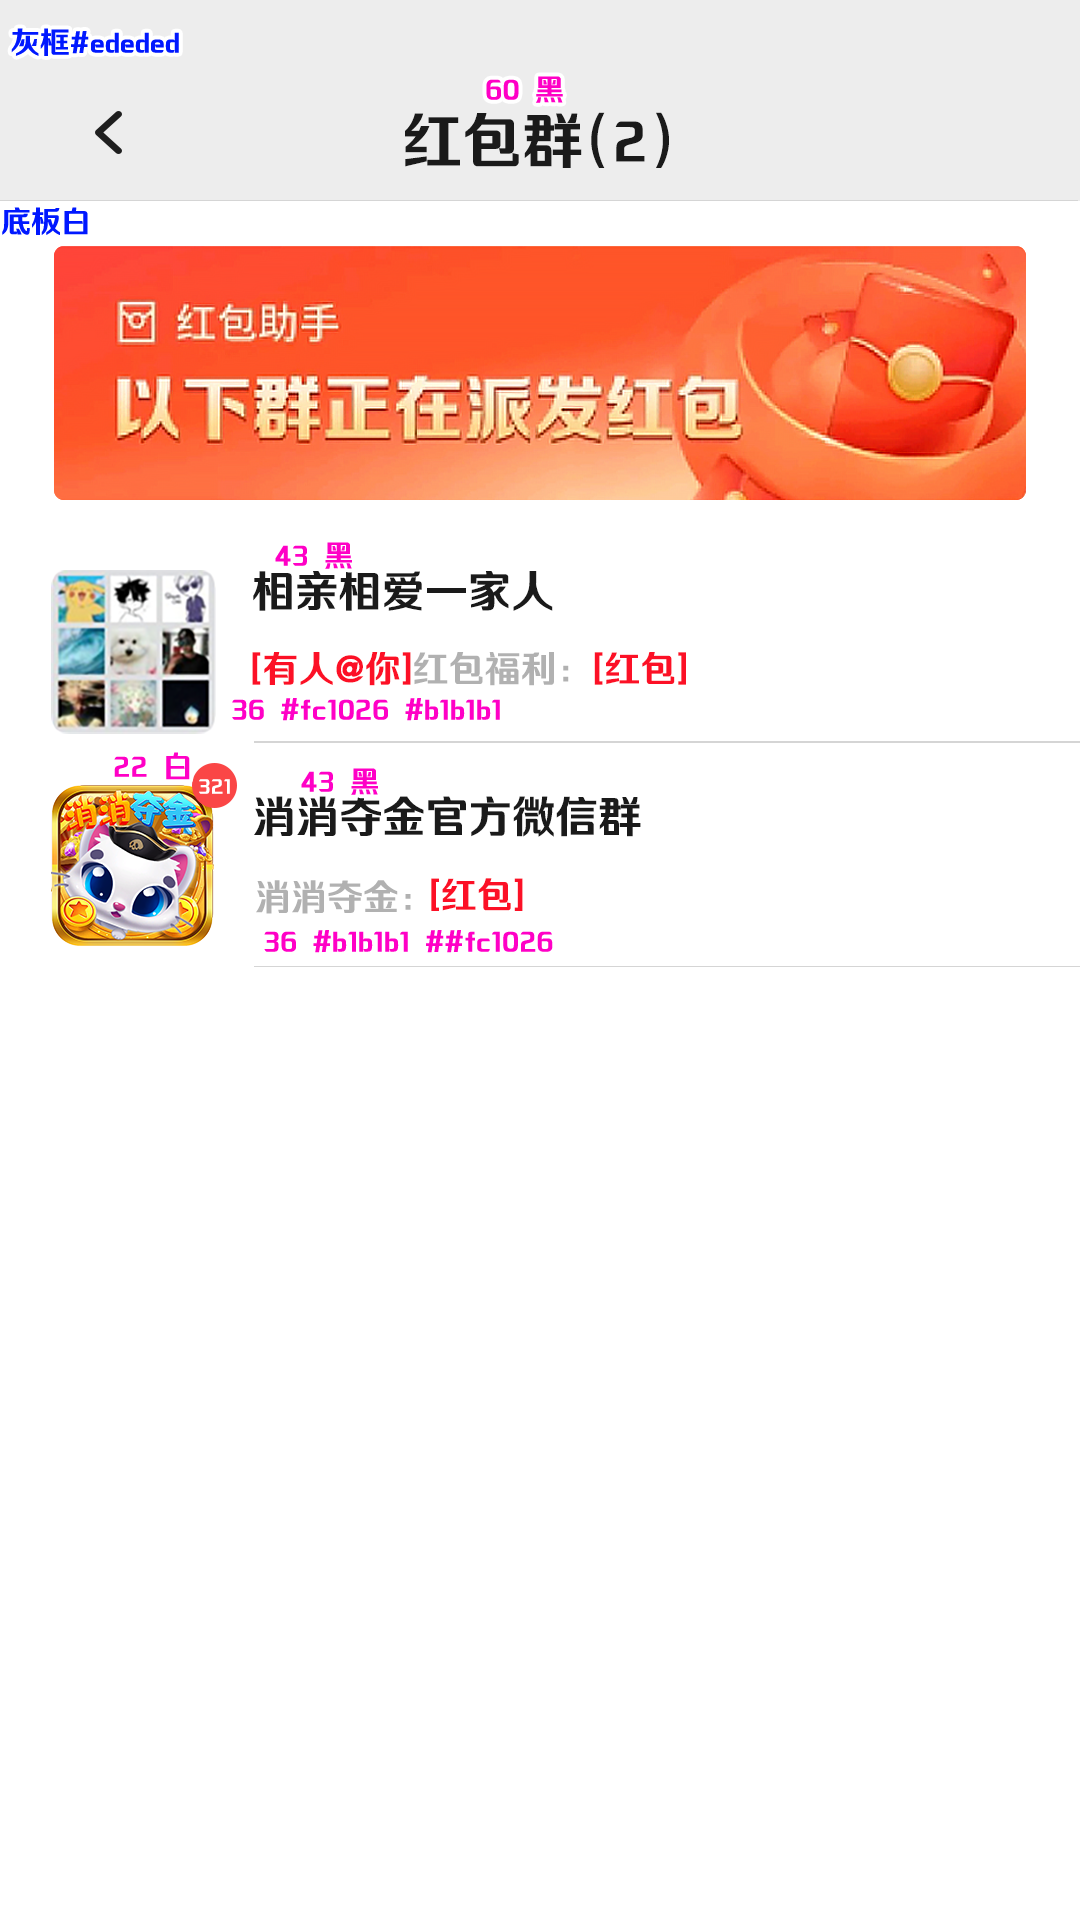 灰框#ededed
60 黑
红包群(2)
底板白
红包助手
以下群正在派发红包
43 黑
相亲相爱一家人
[有人@你]红包福利：[红包]
36 #fc1026 #b1b1b1
22 白
321
43 黑
消消夺金
消消夺金官方微信群
消消夺金：[红包]
36 #b1b1b1 ##fc1026